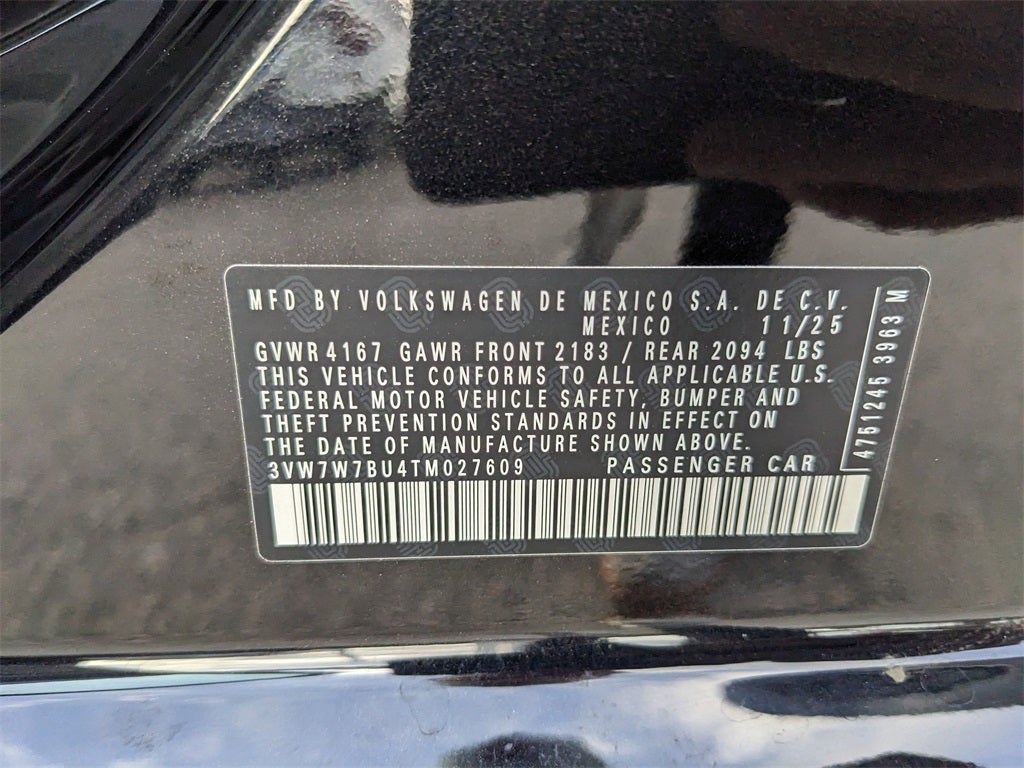 MFD BY VOLKSWAGEN DE MEXICO S.A. DE C.V.
MEXICO 11/25
GVWR 4167 GAWR FRONT 2183 / REAR 2094 LBS
THIS VEHICLE CONFORMS TO ALL APPLICABLE U.S.
FEDERAL MOTOR VEHICLE SAFETY, BUMPER AND
THEFT PREVENTION STANDARDS IN EFFECT ON
THE DATE OF MANUFACTURE SHOWN ABOVE.
3VW7W7BU4TM027609 PASSENGER CAR
4751245 3963 M